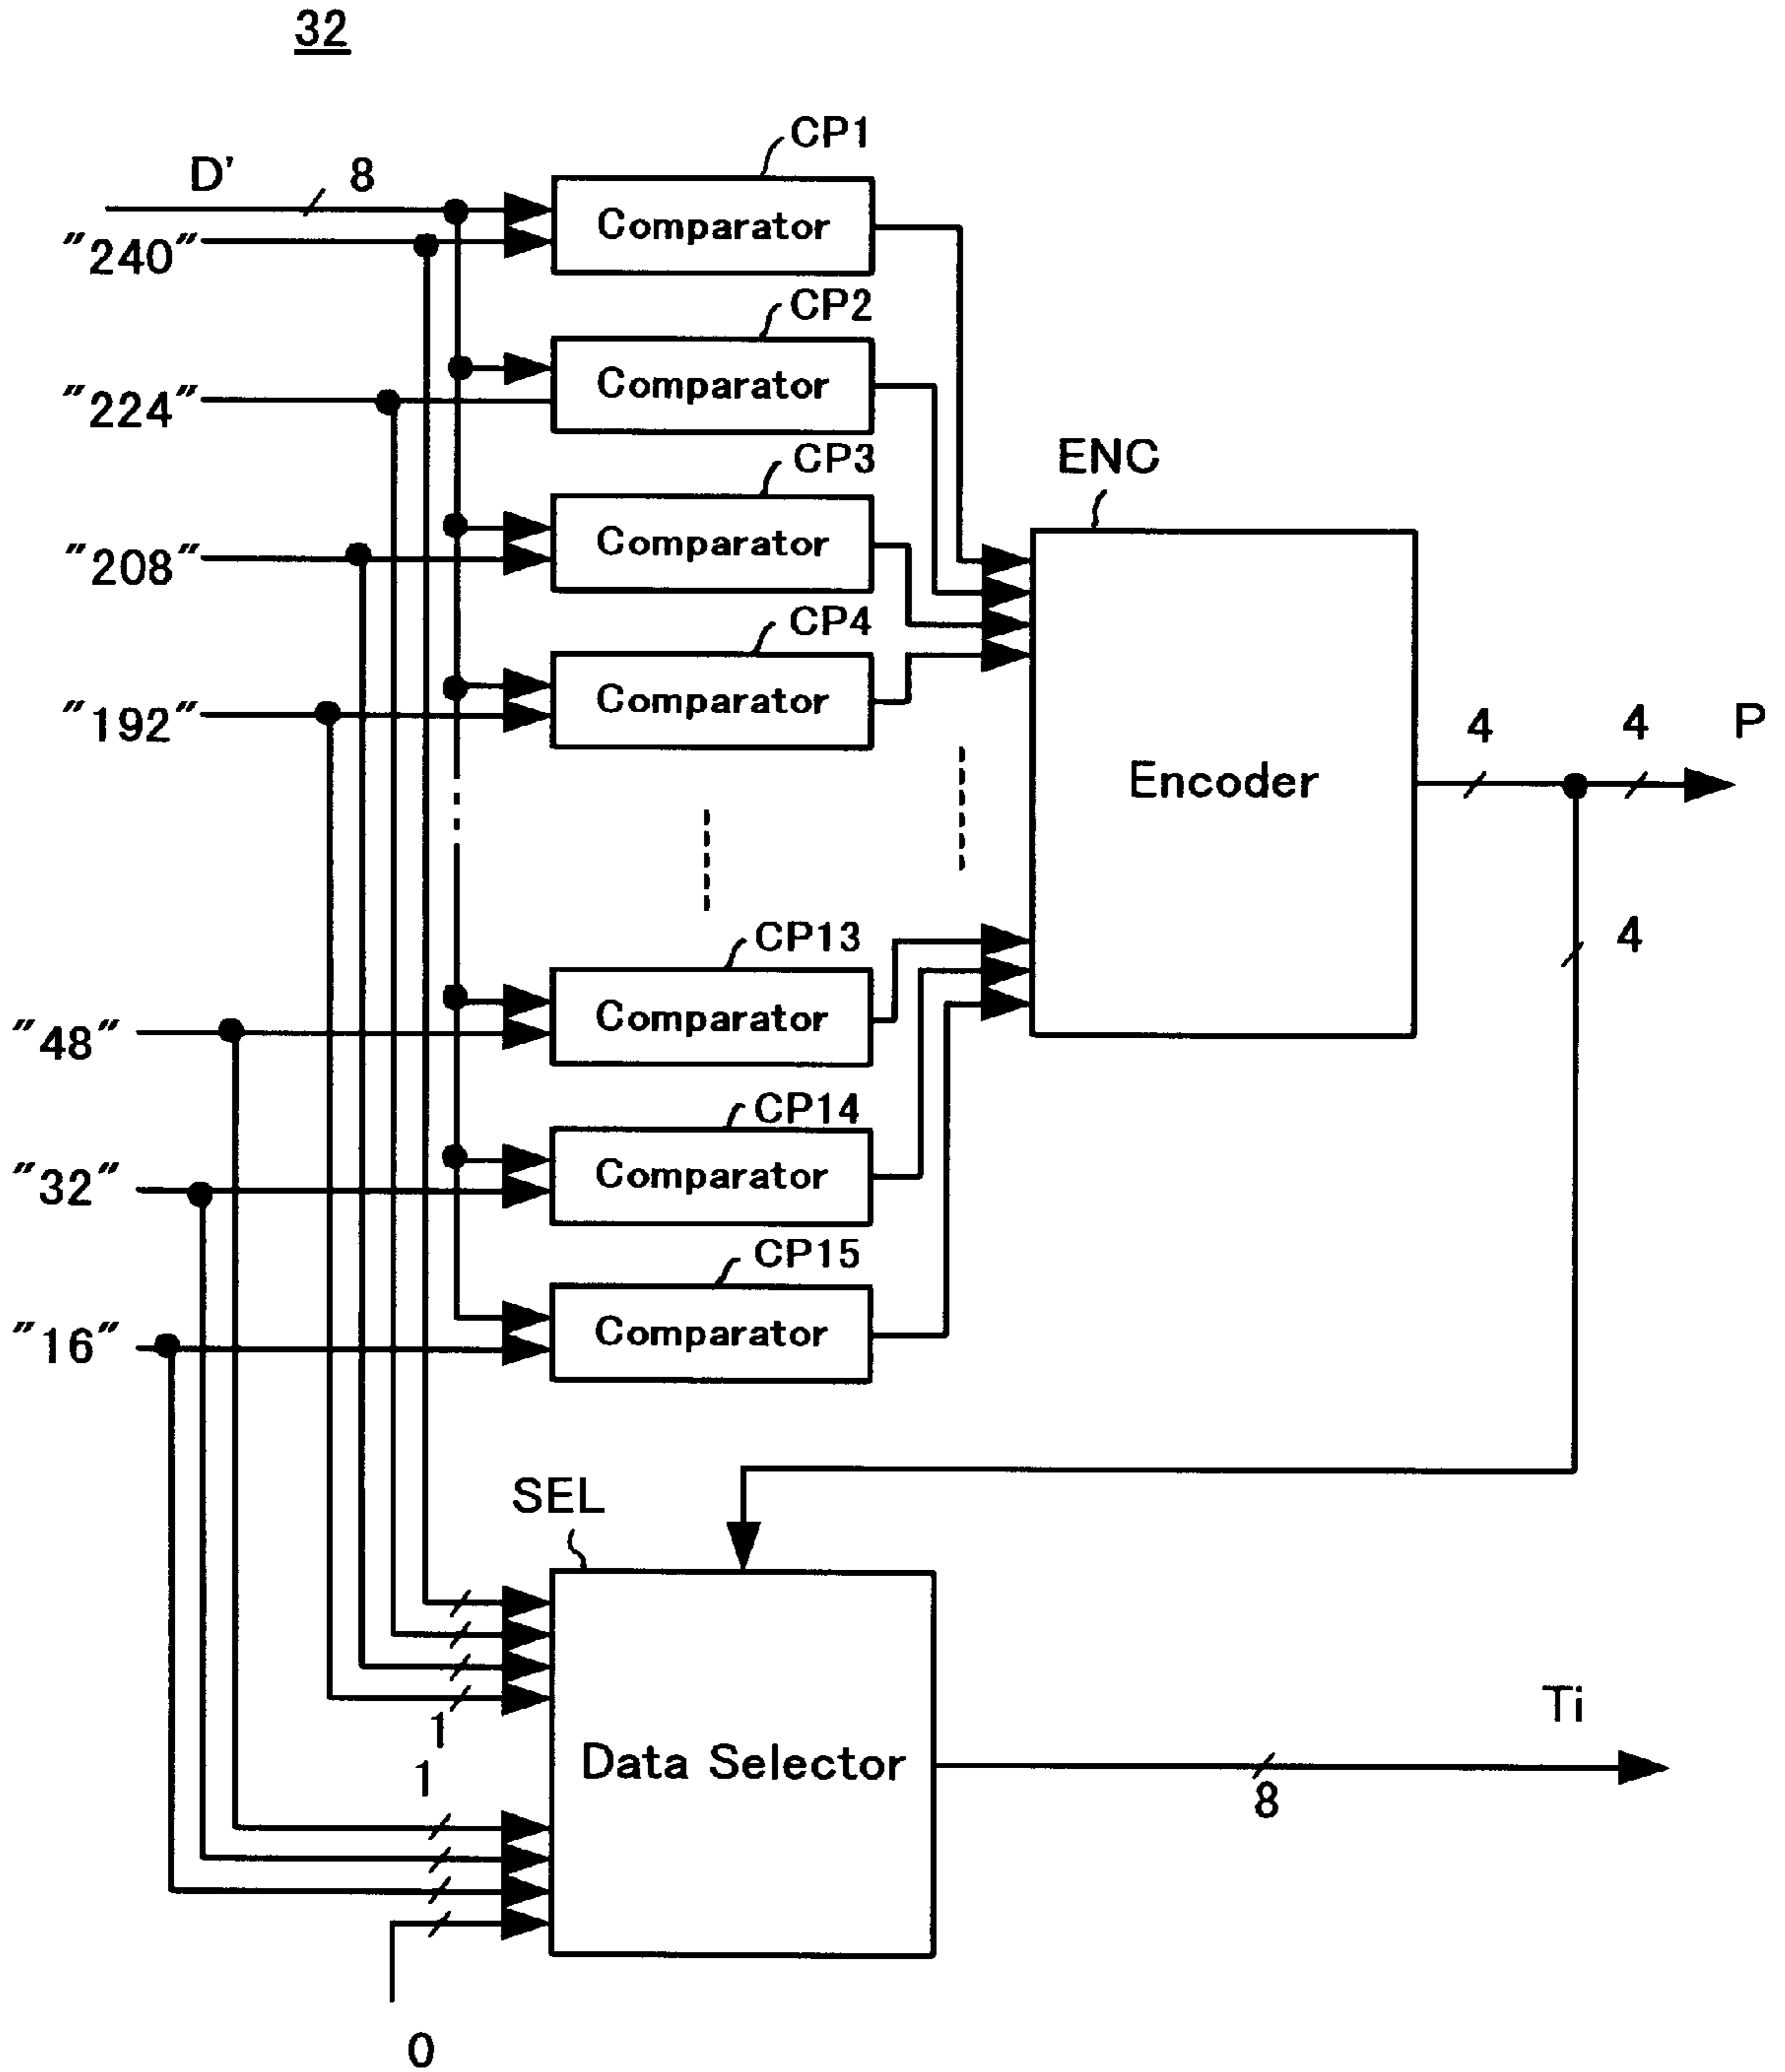 32
CP1
D' 8
Comparator
"240"
CP2
Comparator
"224"
CP3
ENC
Comparator
"208"
CP4
Comparator
"192"
4 4 P
Encoder
CP13
4
Comparator
"48"
CP14
Comparator
"32"
CP15
Comparator
"16"
SEL
1
Ti
Data Selector
1
8
0